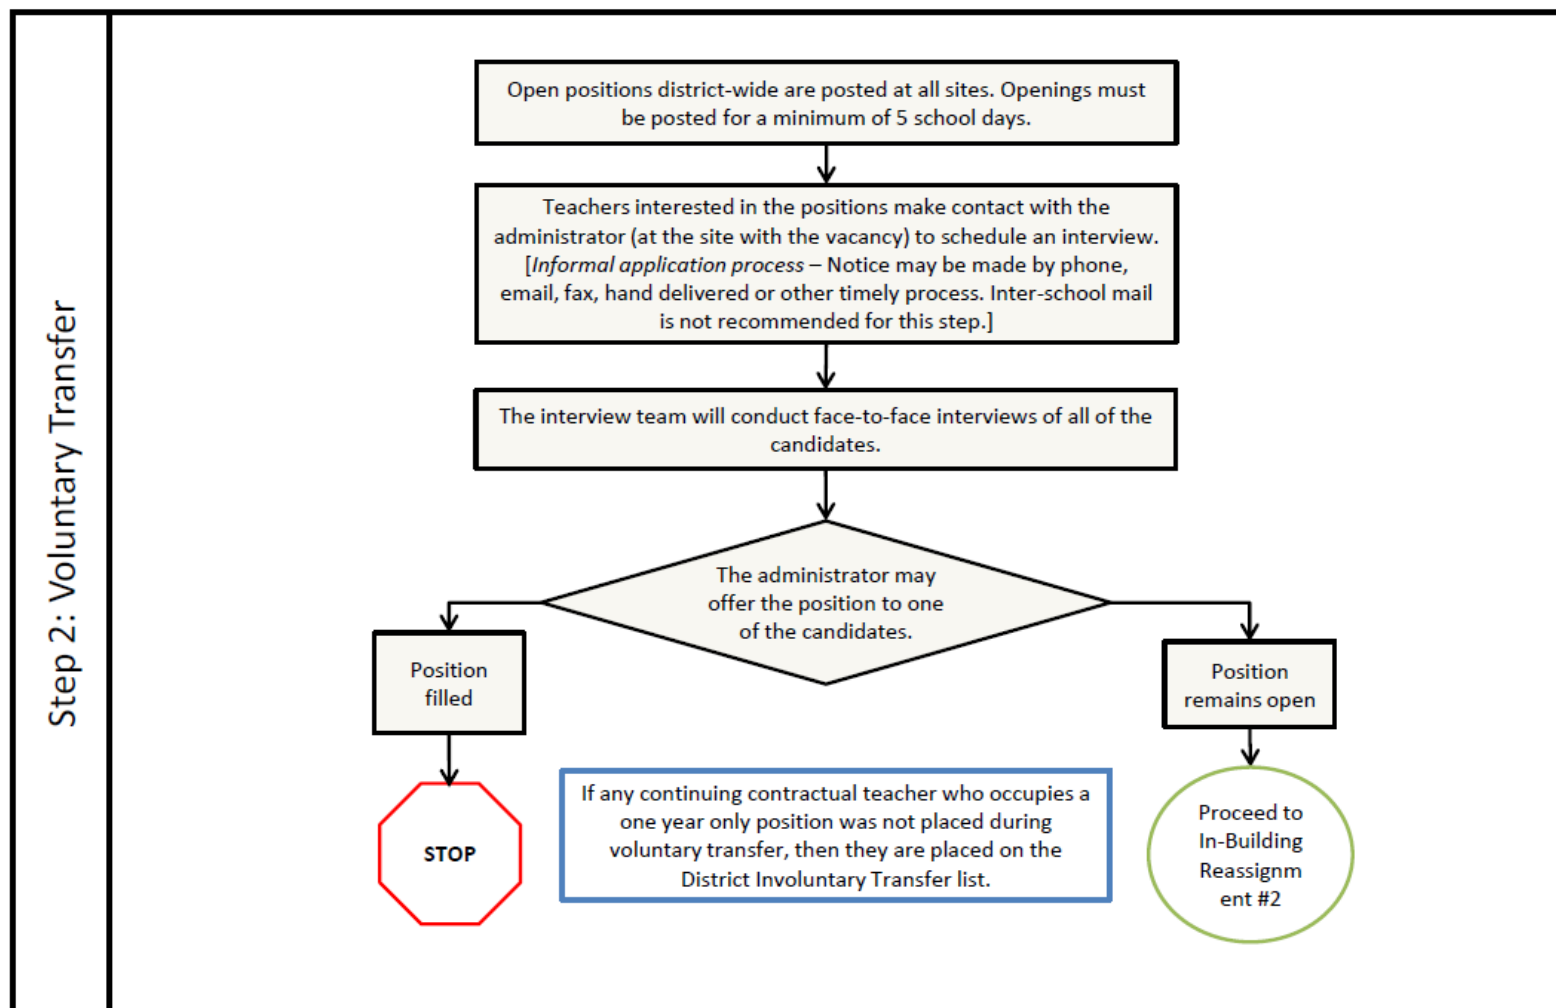 Step 2: Voluntary Transfer
Open positions district-wide are posted at all sites. Openings must
be posted for a minimum of 5 school days.
Teachers interested in the positions make contact with the
administrator (at the site with the vacancy) to schedule an interview.
[Informal application process – Notice may be made by phone,
email, fax, hand delivered or other timely process. Inter-school mail
is not recommended for this step.]
The interview team will conduct face-to-face interviews of all of the
candidates.
The administrator may
offer the position to one
of the candidates.
Position
filled
Position
remains open
STOP
If any continuing contractual teacher who occupies a
one year only position was not placed during
voluntary transfer, then they are placed on the
District Involuntary Transfer list.
Proceed to
In-Building
Reassignm
ent #2